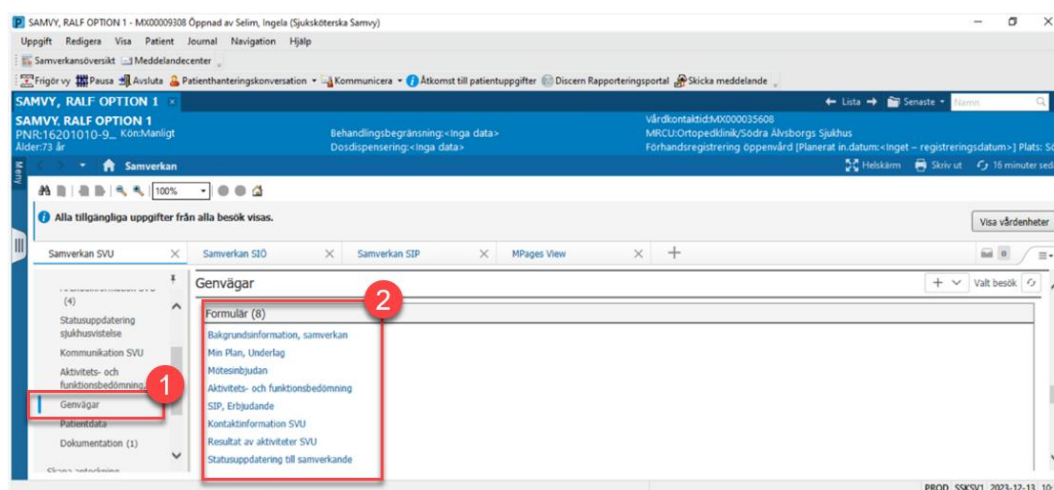 SAMVY, RALF OPTION 1 - MX00009308 Öppnad av Selim, Ingela (Sjuksköterska Samvy)
Uppgift Redigera Visa Patient Journal Navigation Hjälp
Samverkansöversikt Meddelandecenter
Frigör vy Pausa Avsluta Patienthanteringskonversation Kommunicera Åtkomst till patientuppgifter Discern Rapporteringsportal Skicka meddelande
SAMVY, RALF OPTION 1 Lista Senaste Namn
SAMVY, RALF OPTION 1 Vårdkontaktid:MX000035608
PNR:16201010-9... Kön:Manligt Behandlingsbegränsning:<Inga data> MRCU:Ortopedklinik/Södra Älvsborgs Sjukhus
Ålder:73 år Dosdispensering:<Inga data> Förhandsregistrering öppenvård [Planerat in.datum:<Inget – registreringsdatum>] Plats: Sö
Meny
Samverkan Helskärm Skriv ut 16 minuter sed
100%
Alla tillgängliga uppgifter från alla besök visas. Visa vårdenheter
Samverkan SVU Samverkan SIÖ Samverkan SIP MPages View 0
(4)
Statusuppdatering
sjukhusvistelse
Kommunikation SVU
Aktivitets- och
funktionsbedömning,
1
Genvägar
Patientdata
Dokumentation (1)
Skapa anteckning
Genvägar Valt besök
2
Formulär (8)
Bakgrundsinformation, samverkan
Min Plan, Underlag
Mötesinbjudan
Aktivitets- och funktionsbedömning
SIP, Erbjudande
Kontaktinformation SVU
Resultat av aktiviteter SVU
Statusuppdatering till samverkande
PROD SSKSV1 2023-12-13 10: